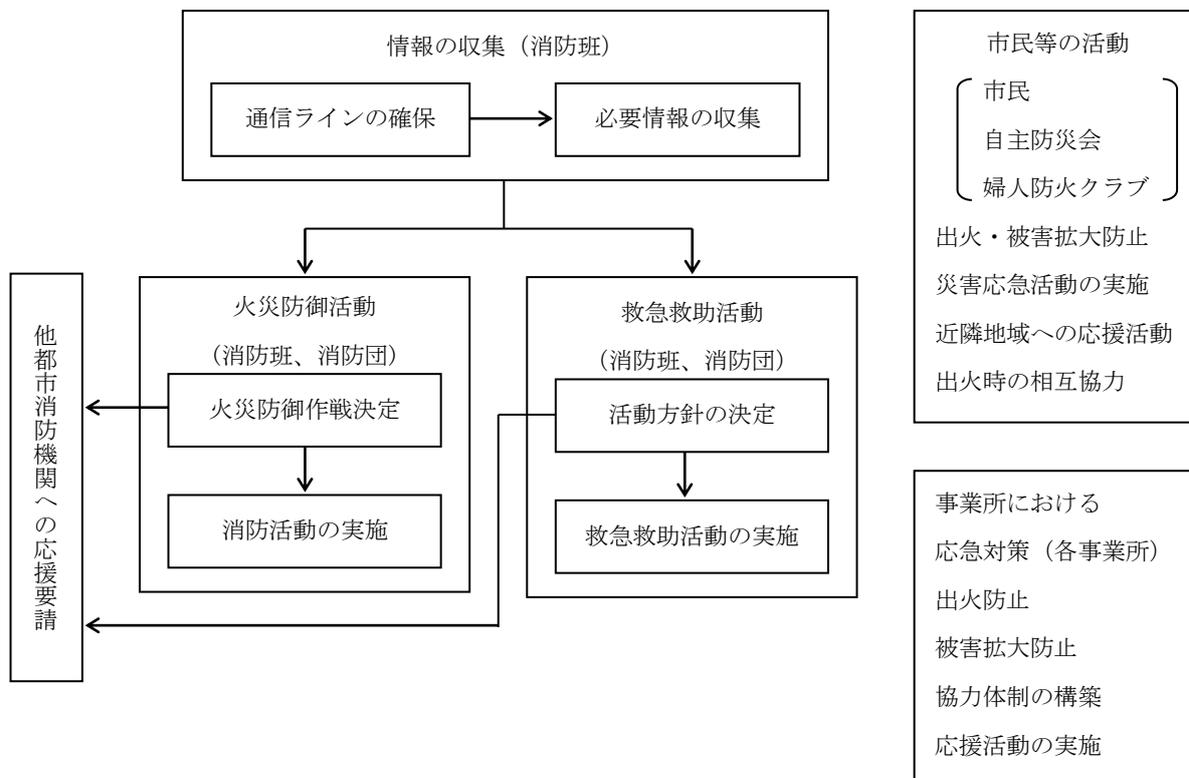 情報の収集（消防班）
通信ラインの確保
必要情報の収集
火災防御活動
（消防班、消防団）
火災防御作戦決定
消防活動の実施
救急救助活動
（消防班、消防団）
活動方針の決定
救急救助活動の実施
他都市消防機関への応援要請
市民等の活動
市民
自主防災会
婦人防火クラブ
出火・被害拡大防止
災害応急活動の実施
近隣地域への応援活動
出火時の相互協力
事業所における
応急対策（各事業所）
出火防止
被害拡大防止
協力体制の構築
応援活動の実施